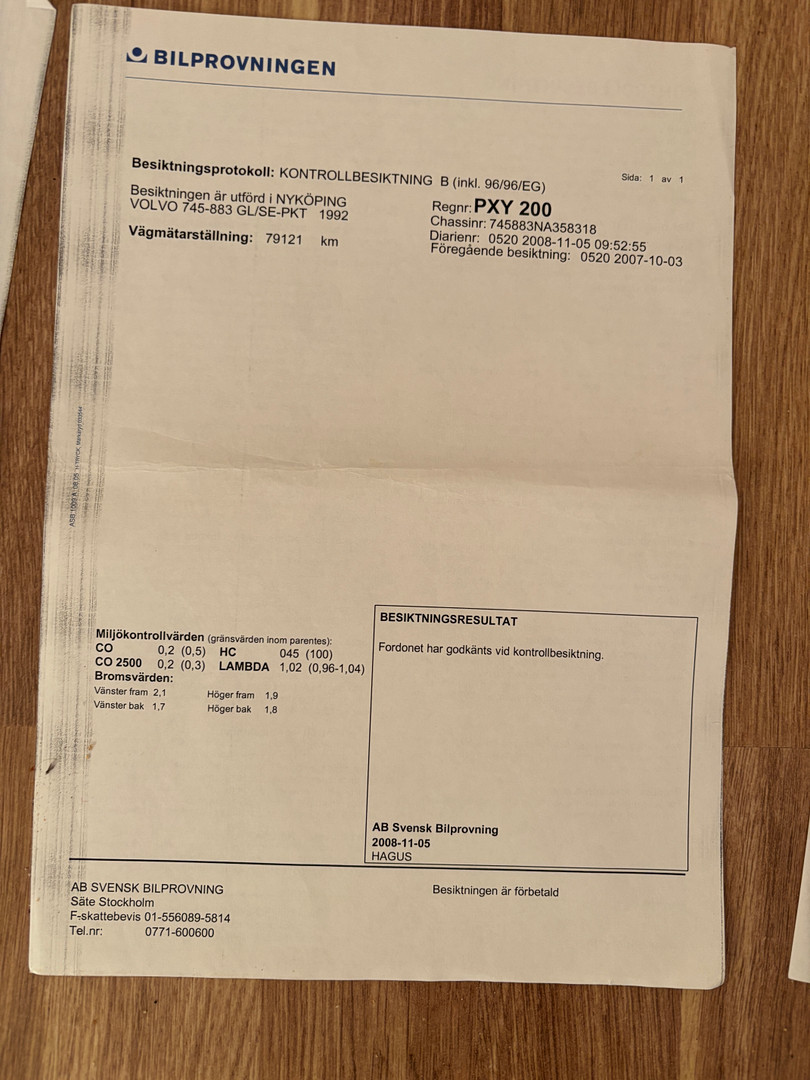 BILPROVNINGEN
Besiktningsprotokoll: KONTROLLBESIKTNING B (inkl. 96/96/EG)
Sida: 1 av 1
Besiktningen är utförd i NYKÖPING
VOLVO 745-883 GL/SE-PKT 1992
Vägmätarställning: 79121 km
Regnr: PXY 200
Chassinr: 745883NA358318
Diarienr: 0520 2008-11-05 09:52:55
Föregående besiktning: 0520 2007-10-03
Miljökontrollvärden (gränsvärden inom parentes):
CO 0,2 (0,5) HC 045 (100)
CO 2500 0,2 (0,3) LAMBDA 1,02 (0,96-1,04)
Bromsvärden:
Vänster fram 2,1 Höger fram 1,9
Vänster bak 1,7 Höger bak 1,8
BESIKTNINGSRESULTAT
Fordonet har godkänts vid kontrollbesiktning.
AB Svensk Bilprovning
2008-11-05
HAGUS
AB SVENSK BILPROVNING
Säte Stockholm
F-skattebevis 01-556089-5814
Tel.nr: 0771-600600
Besiktningen är förbetald